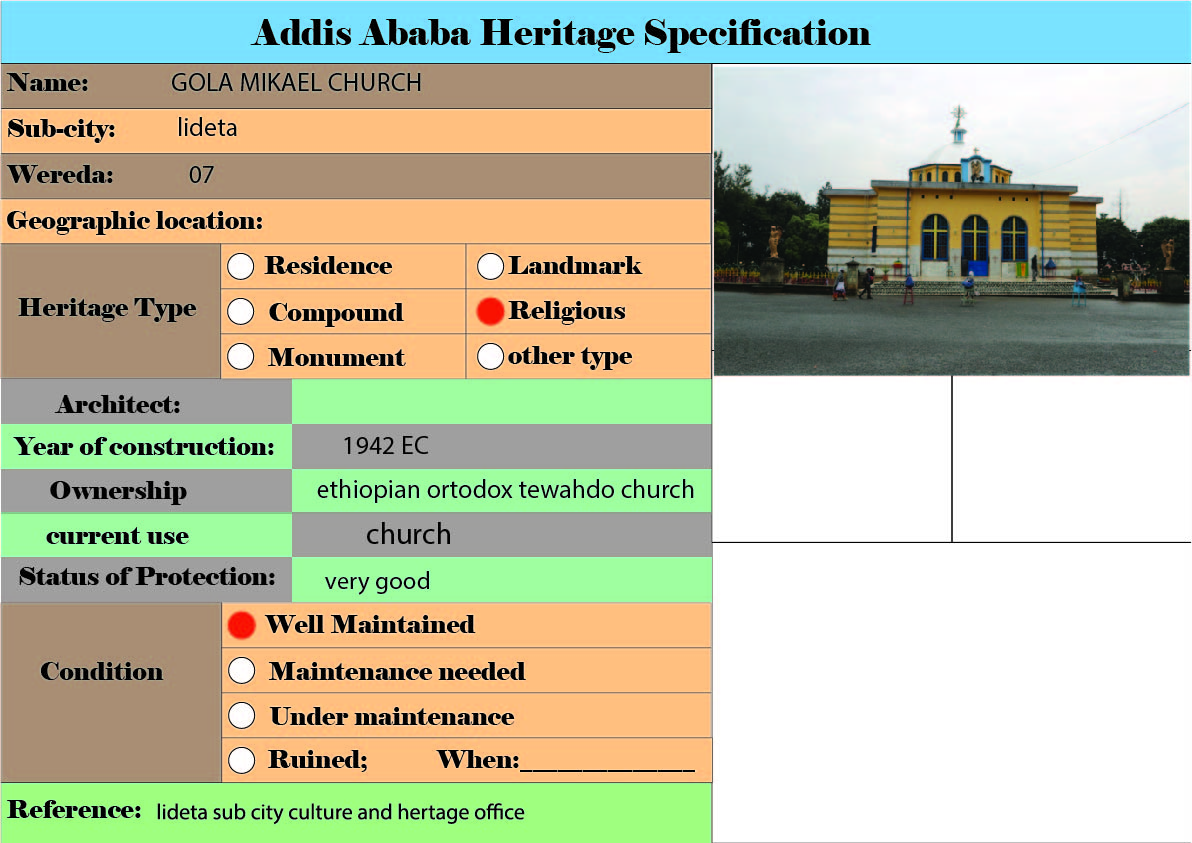 Addis Ababa Heritage Specification
Name: GOLA MIKAEL CHURCH
Sub-city: lideta
Wereda: 07
Geographic location:
Heritage Type
Residence
Landmark
Compound
Religious
Monument
other type
Architect:
Year of construction: 1942 EC
Ownership ethiopian ortodox tewahdo church
current use church
Status of Protection: very good
Condition
Well Maintained
Maintenance needed
Under maintenance
Ruined; When:______________
Reference: lideta sub city culture and hertage office